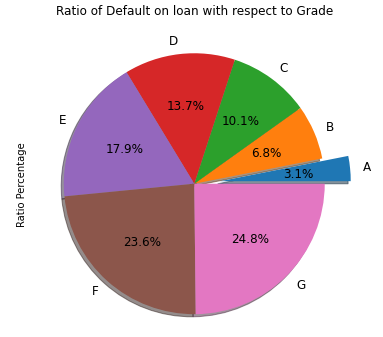 Ratio of Default on loan with respect to Grade
D
C
E
B
A
F
G
13.7%
10.1%
17.9%
6.8%
3.1%
23.6%
24.8%
Ratio Percentage